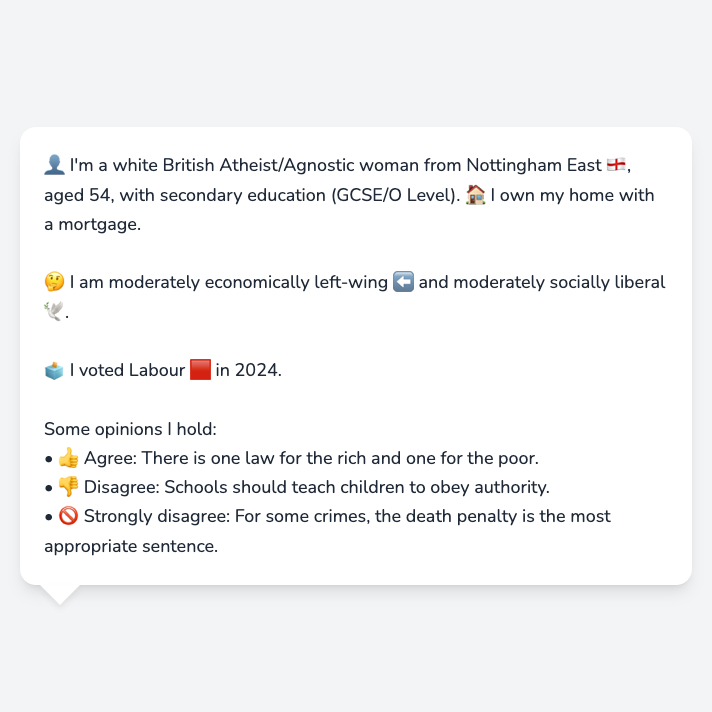 👤 I'm a white British Atheist/Agnostic woman from Nottingham East 🏴󠁧󠁢󠁥󠁮󠁧󠁿,
aged 54, with secondary education (GCSE/O Level). 🏠 I own my home with
a mortgage.
🤔 I am moderately economically left-wing ⬅️ and moderately socially liberal
🕊️.
🗳️ I voted Labour 🟥 in 2024.
Some opinions I hold:
• 👍 Agree: There is one law for the rich and one for the poor.
• 👎 Disagree: Schools should teach children to obey authority.
• 🚫 Strongly disagree: For some crimes, the death penalty is the most
appropriate sentence.